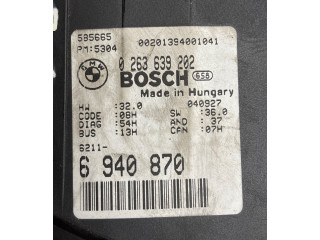 585665
PM:5304 00201394001041
BMW
0 263 639 202
BOSCH 658
Made in Hungary
HW : 32.0 040927
CODE : 08H SW : 36.0
DIAG : 54H AND : 37
BUS : 13H CAN : 07H
6211-
6 940 870